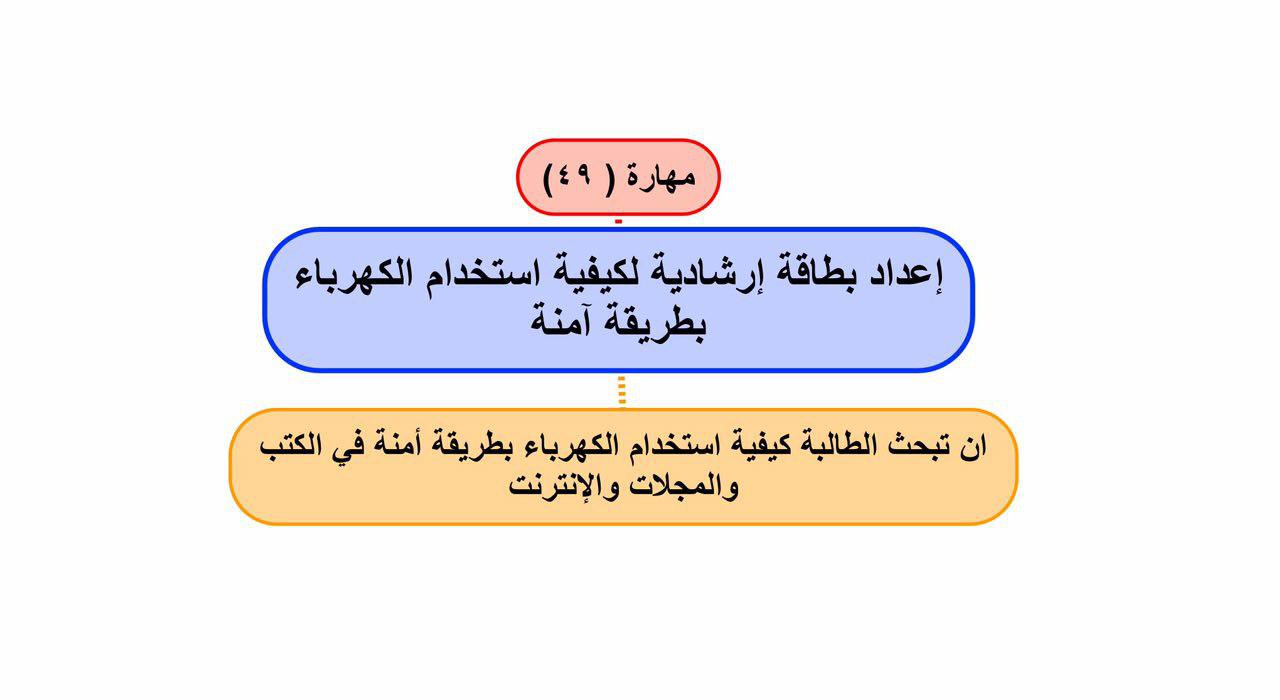 مهارة ( ٤٩)
إعداد بطاقة إرشادية لكيفية استخدام الكهرباء
بطريقة آمنة
ان تبحث الطالبة كيفية استخدام الكهرباء بطريقة أمنة في الكتب
والمجلات والإنترنت